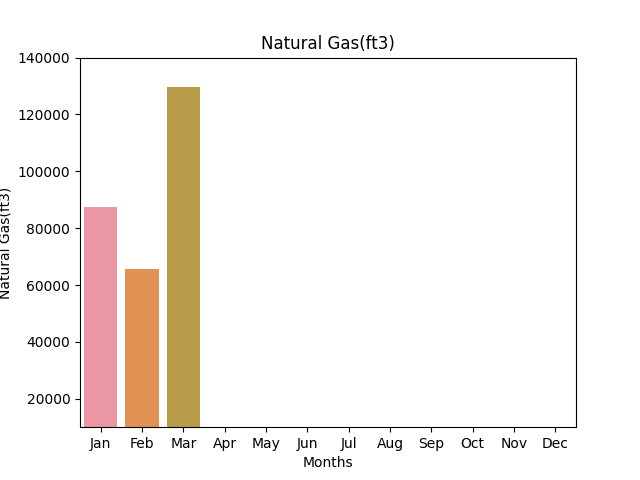 Natural Gas(ft3)
140000
120000
100000
80000
60000
40000
20000
Natural Gas(ft3)
Jan Feb Mar Apr May Jun Jul Aug Sep Oct Nov Dec
Months